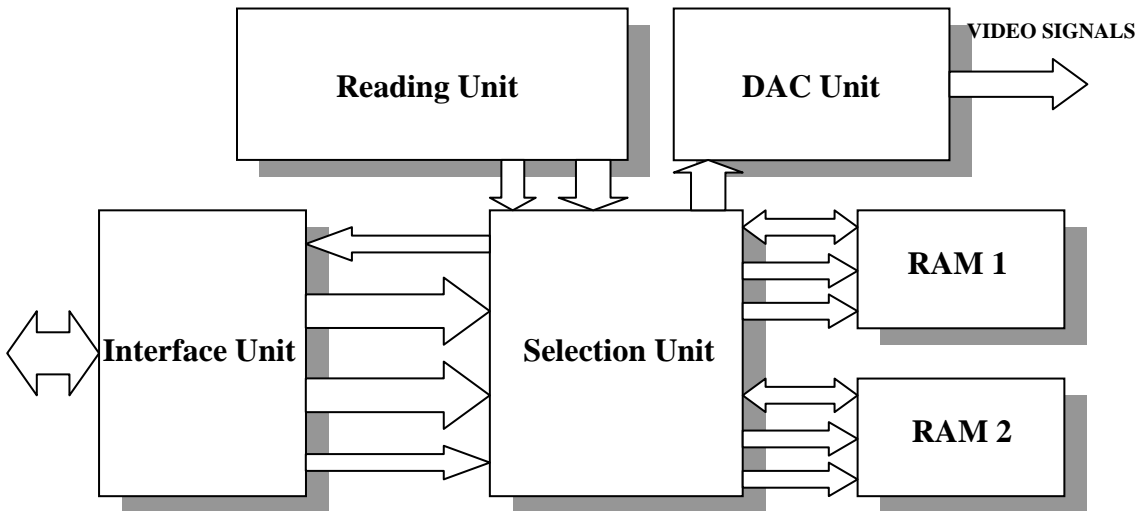 VIDEO SIGNALS
Reading Unit
DAC Unit
RAM 1
Interface Unit
Selection Unit
RAM 2